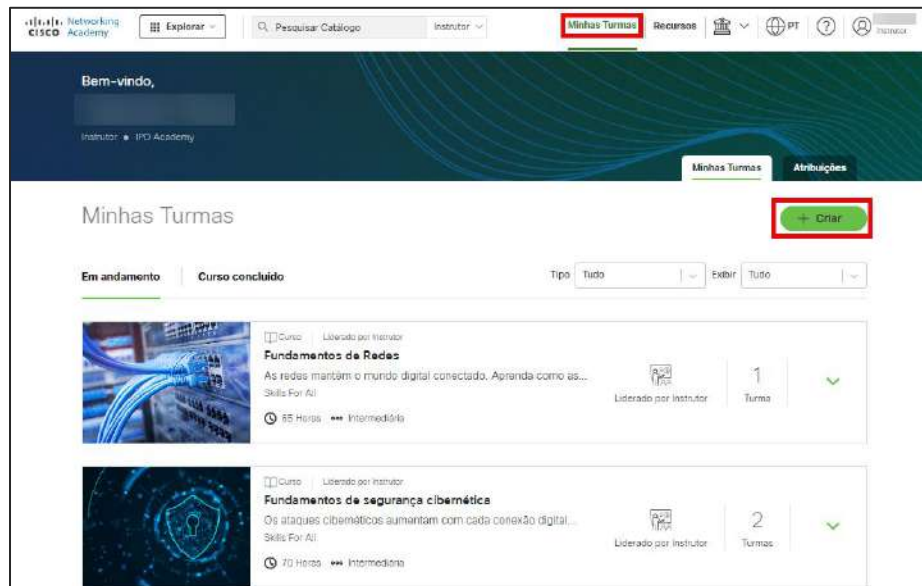 CISCO Networking Academy
Explorar
Pesquisar Catálogo
Instrutor
Minhas Turmas
Recursos
PT
Instrutor
Bem-vindo,
Instrutor • IPD Academy
Minhas Turmas
Atribuições
Minhas Turmas
+ Criar
Em andamento
Curso concluído
Tipo Tudo
Exibir Tudo
Curso | Liderado por Instrutor
Fundamentos de Redes
As redes mantêm o mundo digital conectado. Aprenda como as...
Skills For All
65 Horas Intermediária
Liderado por Instrutor
1
Turma
Curso | Liderado por Instrutor
Fundamentos de segurança cibernética
Os ataques cibernéticos aumentam com cada conexão digital...
Skills For All
70 Horas Intermediária
Liderado por Instrutor
2
Turmas